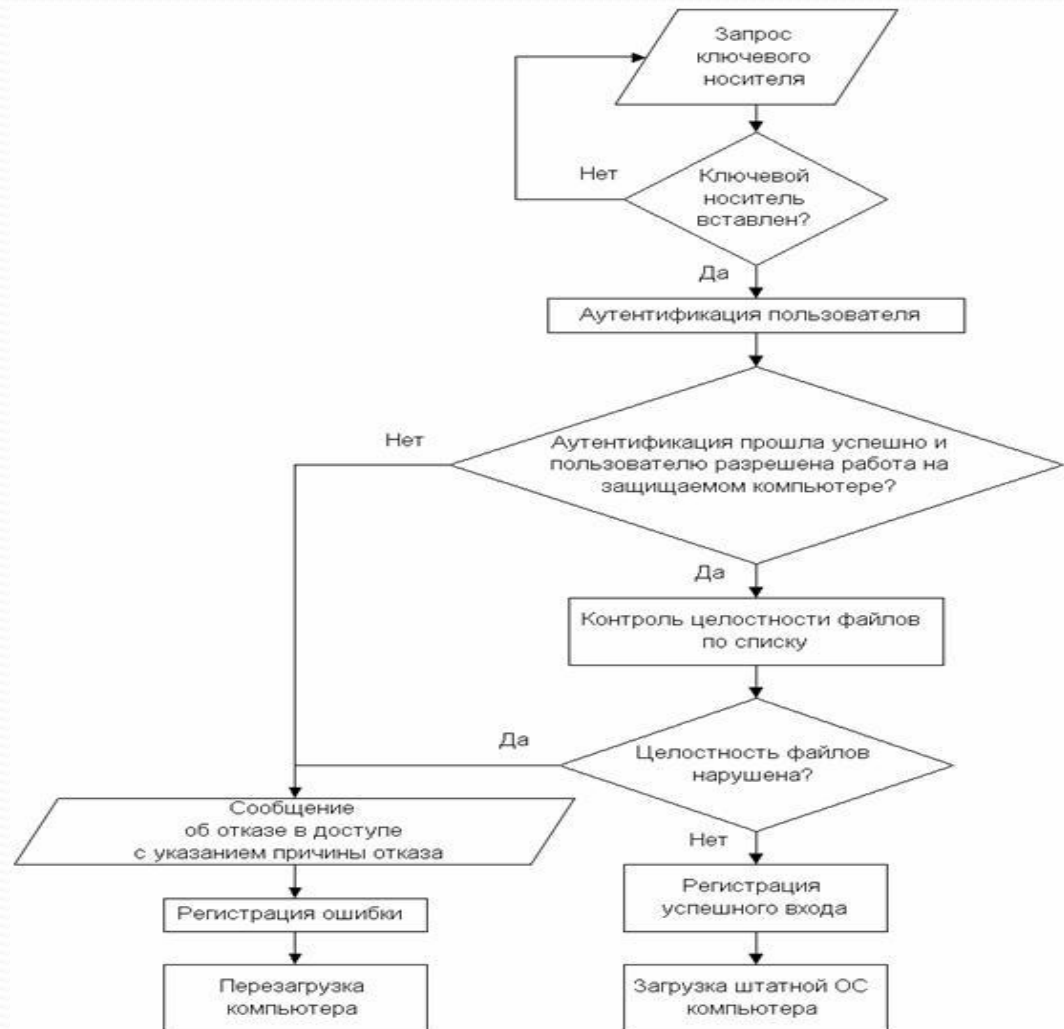 Запрос
ключевого
носителя
Нет
Ключевой
носитель
вставлен?
Да
Аутентификация пользователя
Нет
Аутентификация прошла успешно и
пользователю разрешена работа на
защищаемом компьютере?
Да
Контроль целостности файлов
по списку
Да
Целостность файлов
нарушена?
Сообщение
об отказе в доступе
с указанием причины отказа
Нет
Регистрация ошибки
Регистрация
успешного входа
Перезагрузка
компьютера
Загрузка штатной ОС
компьютера